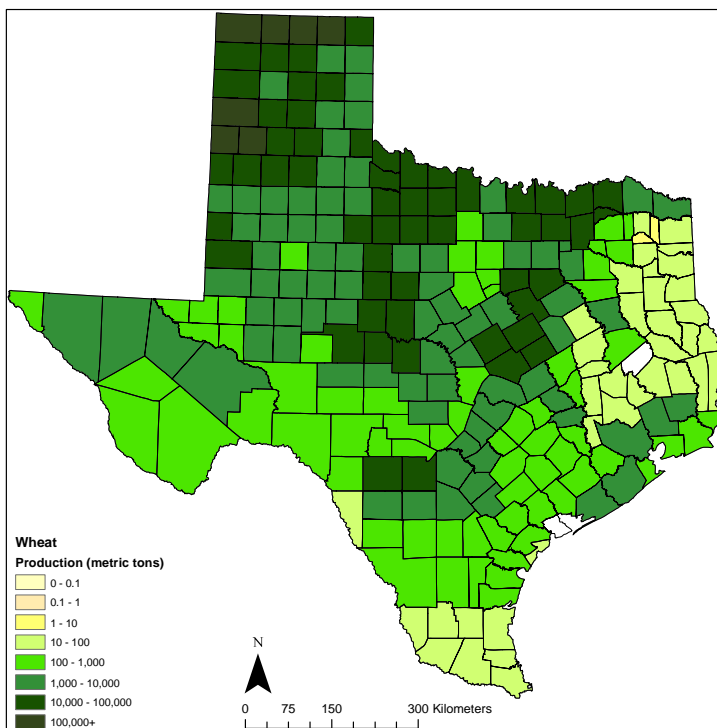 Wheat
Production (metric tons)
0 - 0.1
0.1 - 1
1 - 10
10 - 100
100 - 1,000
1,000 - 10,000
10,000 - 100,000
100,000+
N
0 75 150 300 Kilometers